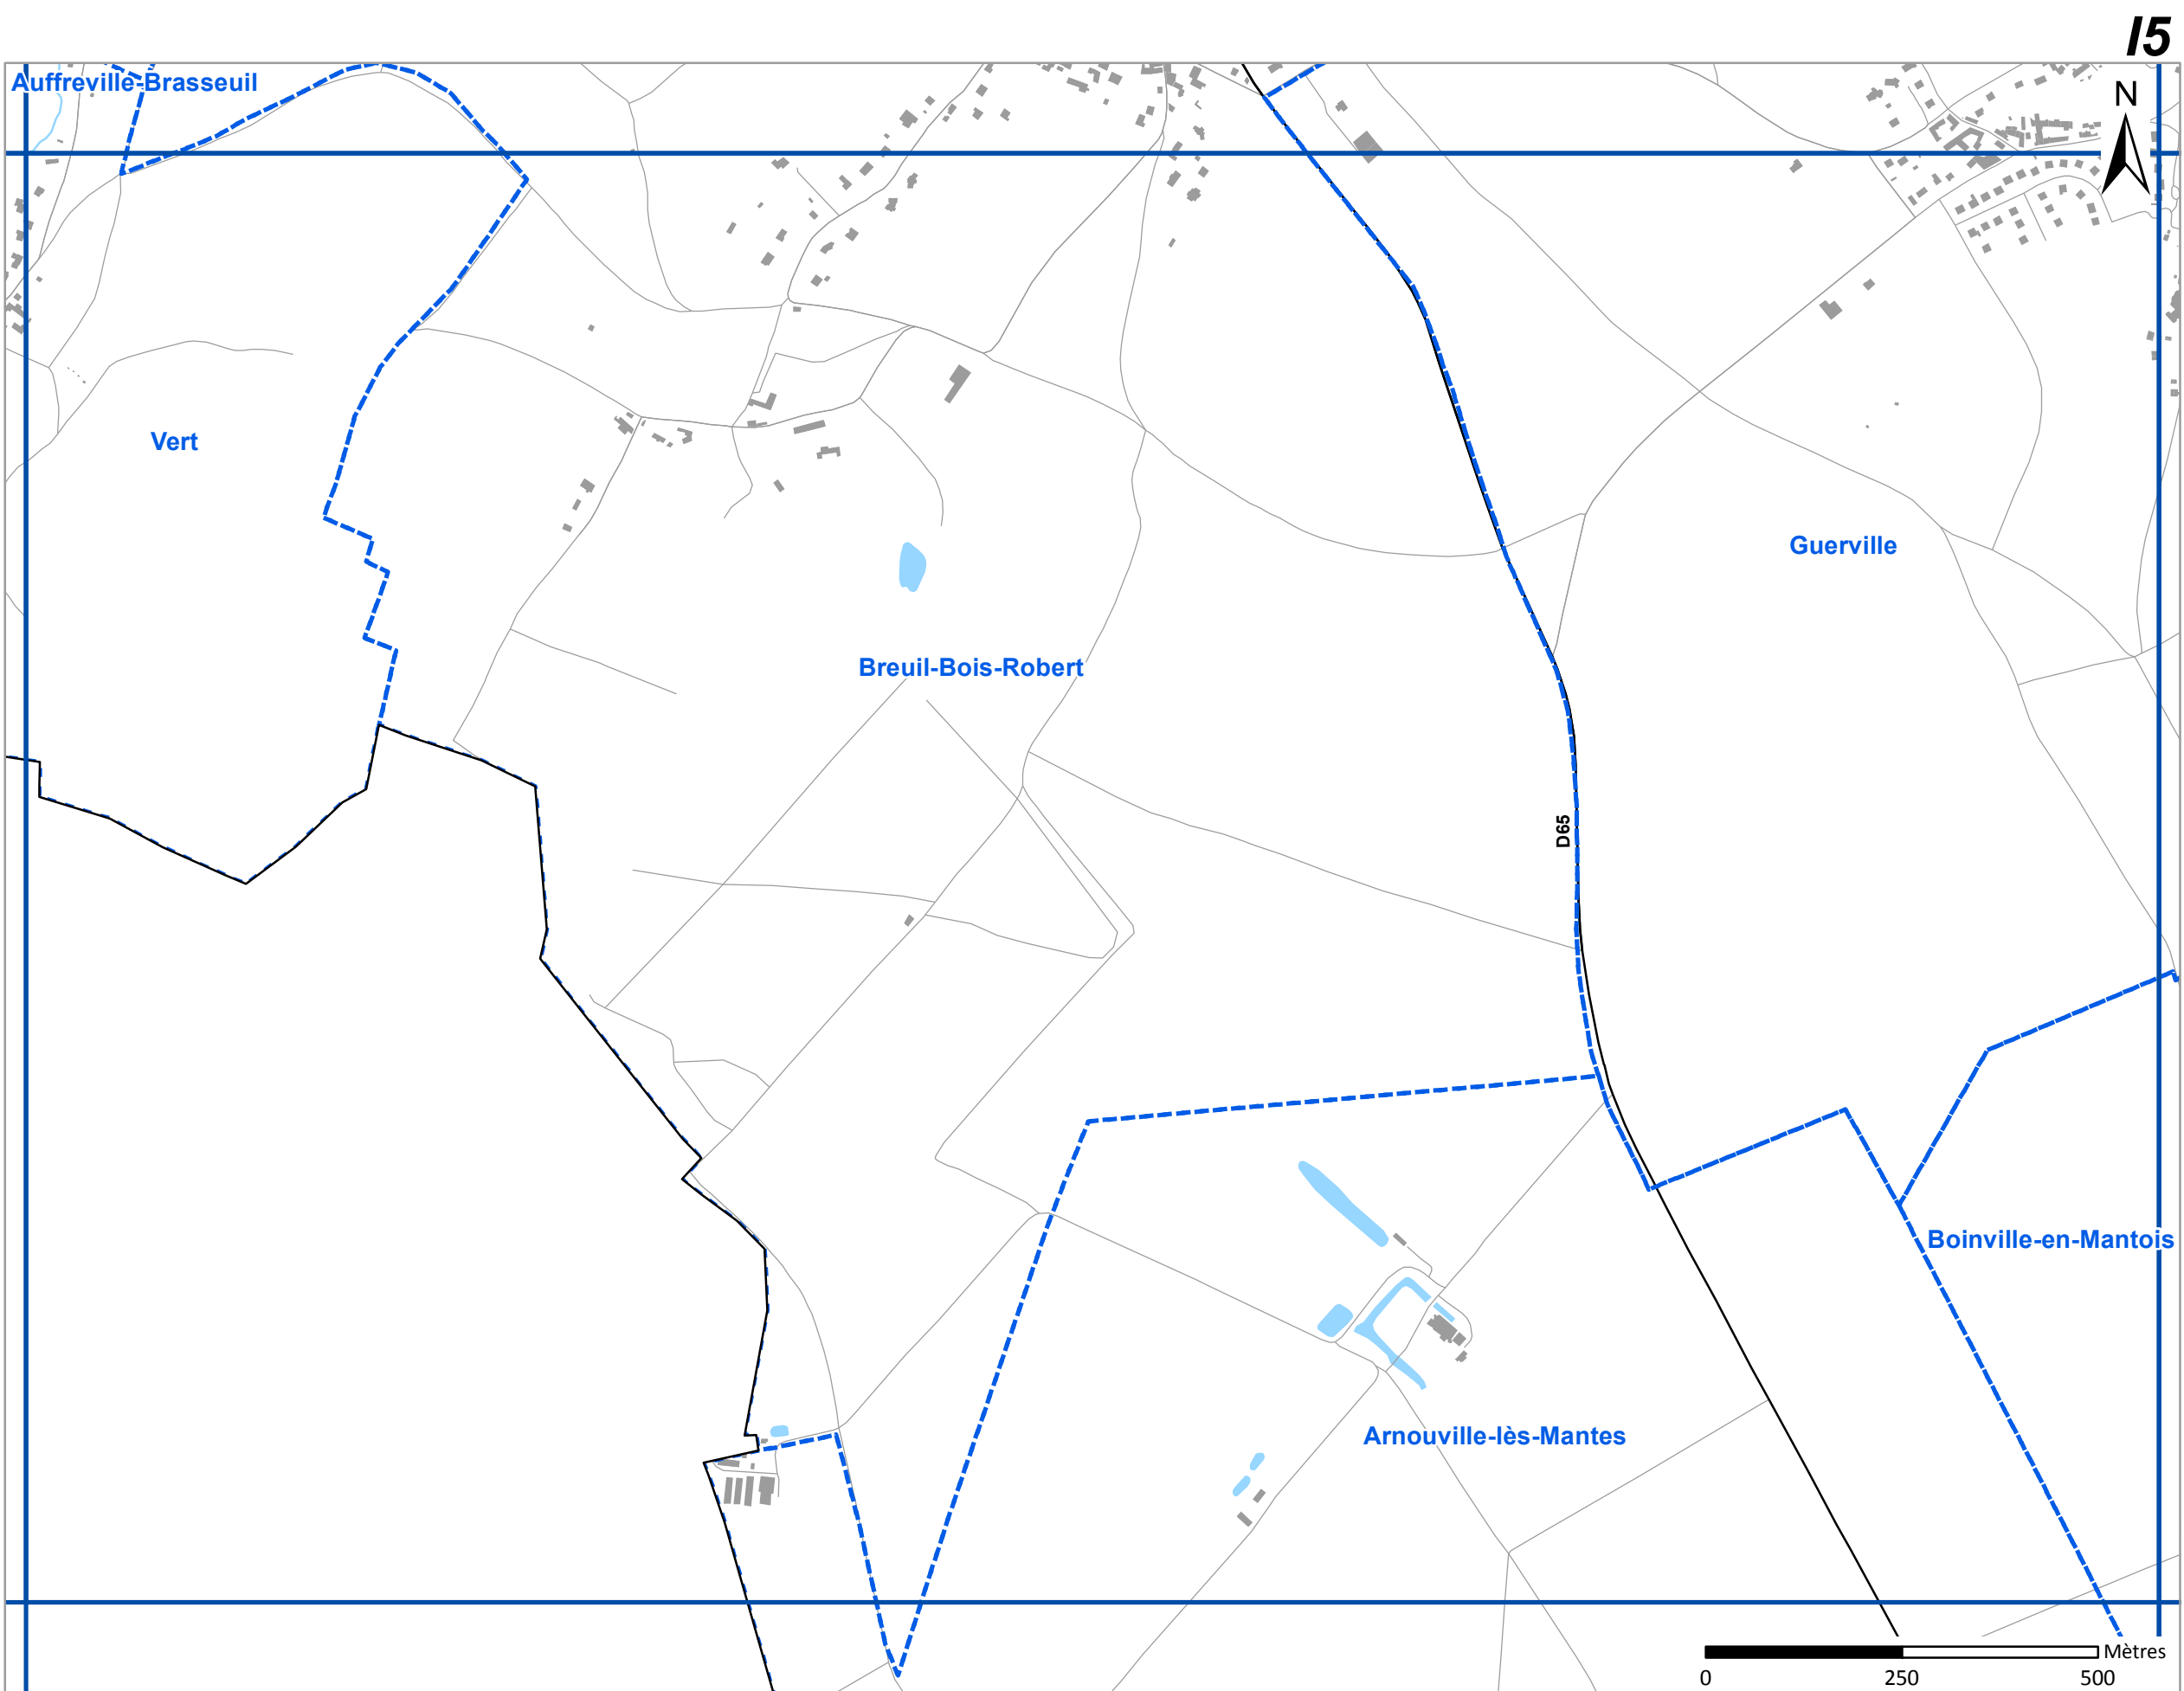 I5
Auffreville-Brasseuil
N
Vert
Guerville
Breuil-Bois-Robert
D65
Boinville-en-Mantois
Arnouville-lès-Mantes
Mètres
0 250 500